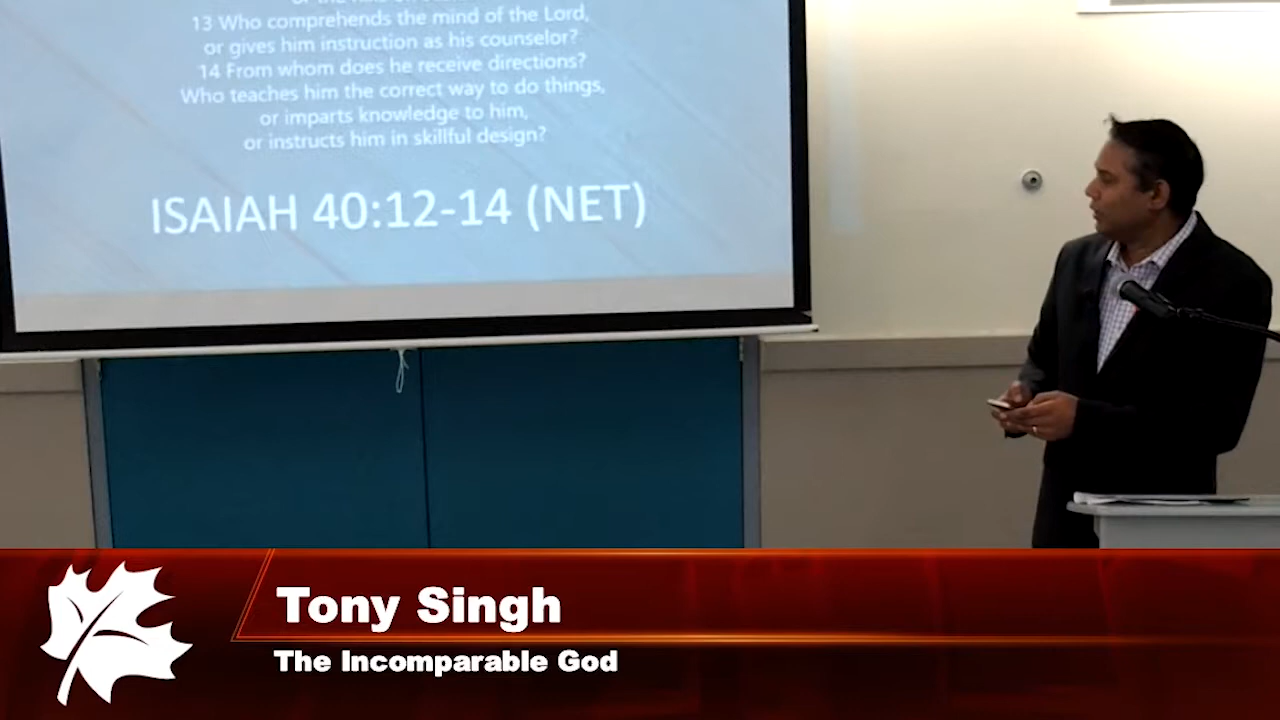 13 Who comprehends the mind of the Lord,
or gives him instruction as his counselor?
14 From whom does he receive directions?
Who teaches him the correct way to do things,
or imparts knowledge to him,
or instructs him in skillful design?
ISAIAH 40:12-14 (NET)
Tony Singh
The Incomparable God